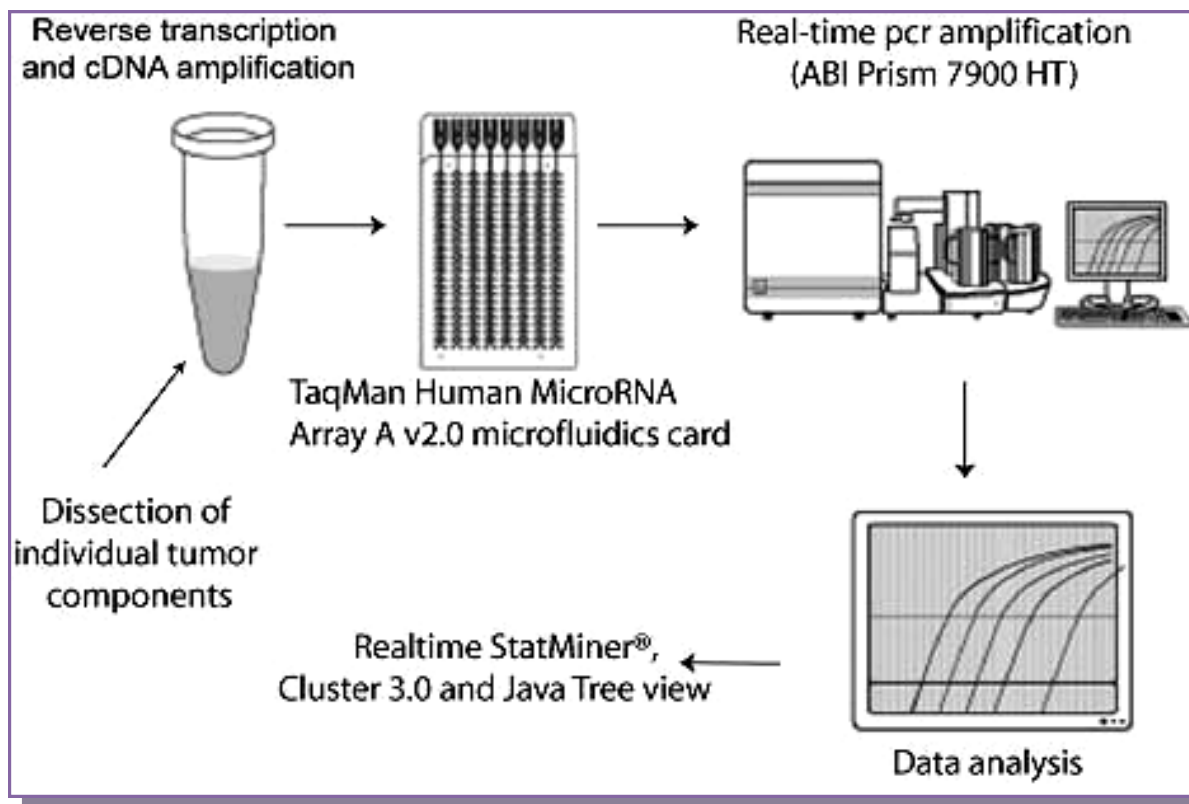 Reverse transcription
and cDNA amplification
Real-time pcr amplification
(ABI Prism 7900 HT)
TaqMan Human MicroRNA
Array A v2.0 microfluidics card
Dissection of
individual tumor
components
Realtime StatMiner®,
Cluster 3.0 and Java Tree view
Data analysis